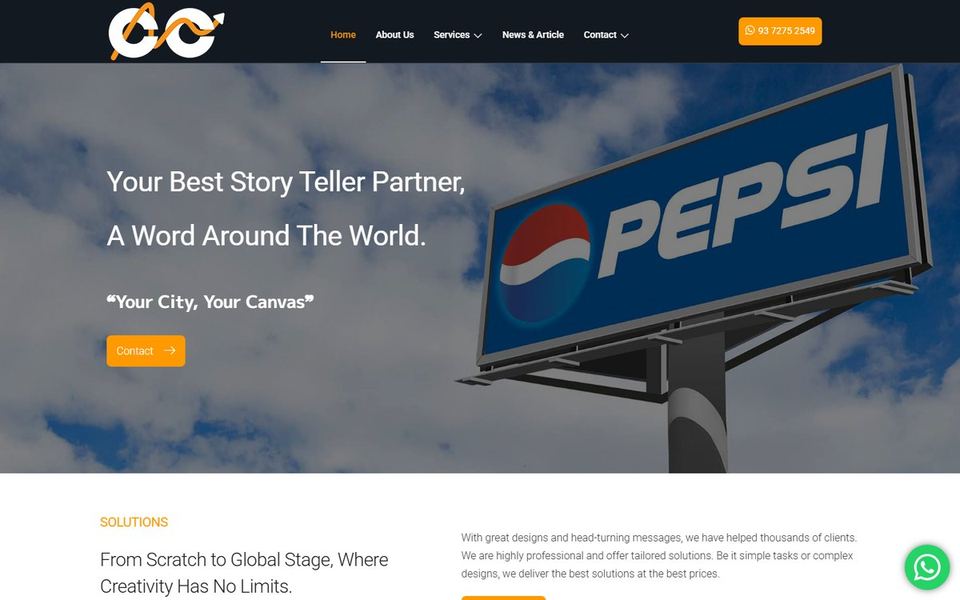 Home
About Us
Services
News & Article
Contact
93 7275 2549
Your Best Story Teller Partner,
A Word Around The World.
PEPSI
❝Your City, Your Canvas❞
Contact
SOLUTIONS
From Scratch to Global Stage, Where
Creativity Has No Limits.
With great designs and head-turning messages, we have helped thousands of clients.
We are highly professional and offer tailored solutions. Be it simple tasks or complex
designs, we deliver the best solutions at the best prices.